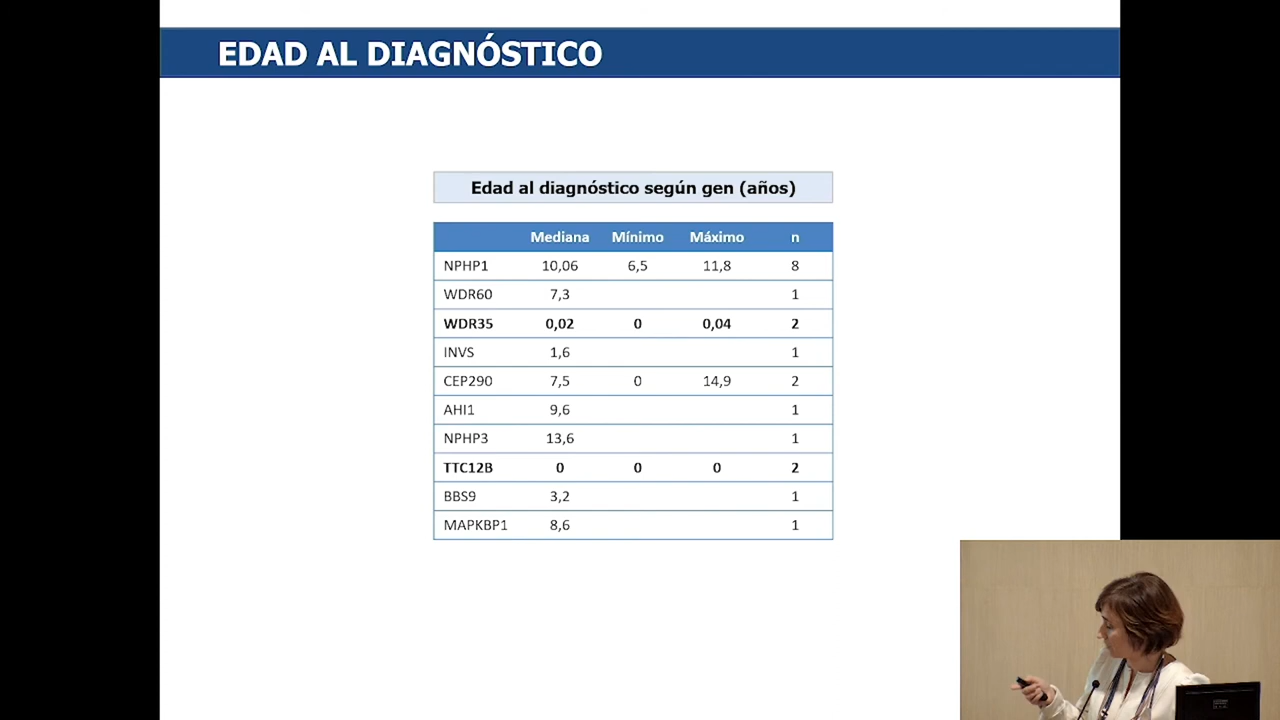 EDAD AL DIAGNÓSTICO
Edad al diagnóstico según gen (años)
Mediana Mínimo Máximo n
NPHP1 10,06 6,5 11,8 8
WDR60 7,3 1
WDR35 0,02 0 0,04 2
INVS 1,6 1
CEP290 7,5 0 14,9 2
AHI1 9,6 1
NPHP3 13,6 1
TTC12B 0 0 0 2
BBS9 3,2 1
MAPKBP1 8,6 1